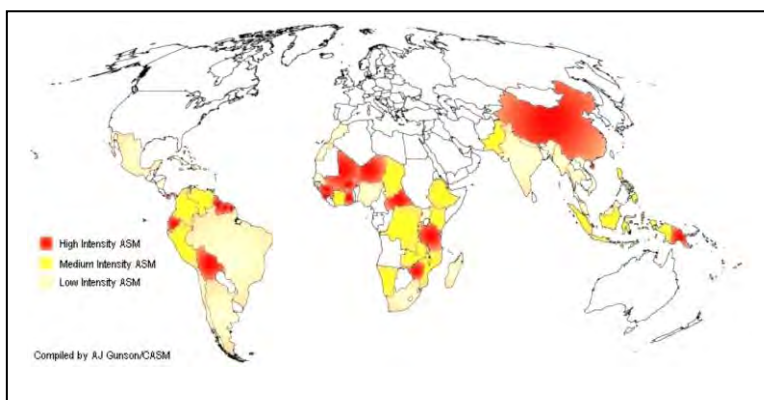 High Intensity ASM
Medium Intensity ASM
Low Intensity ASM
Compiled by AJ Gunson/CASM